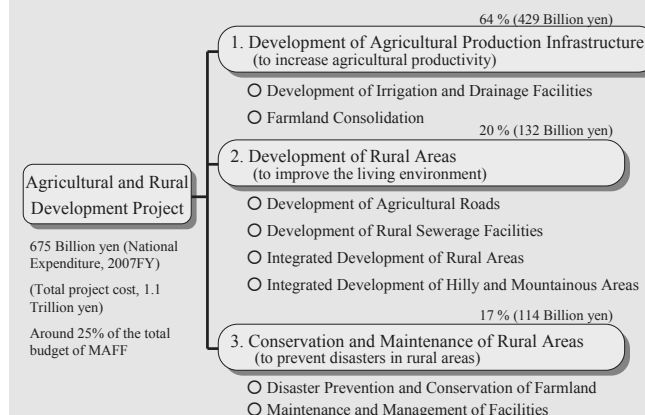 64 % (429 Billion yen)
1. Development of Agricultural Production Infrastructure
(to increase agricultural productivity)
Development of Irrigation and Drainage Facilities
Farmland Consolidation
20 % (132 Billion yen)
2. Development of Rural Areas
(to improve the living environment)
Development of Agricultural Roads
Development of Rural Sewerage Facilities
Integrated Development of Rural Areas
Integrated Development of Hilly and Mountainous Areas
17 % (114 Billion yen)
3. Conservation and Maintenance of Rural Areas
(to prevent disasters in rural areas)
Disaster Prevention and Conservation of Farmland
Maintenance and Management of Facilities
Agricultural and Rural
Development Project
675 Billion yen (National
Expenditure, 2007FY)
(Total project cost, 1.1
Trillion yen)
Around 25% of the total
budget of MAFF